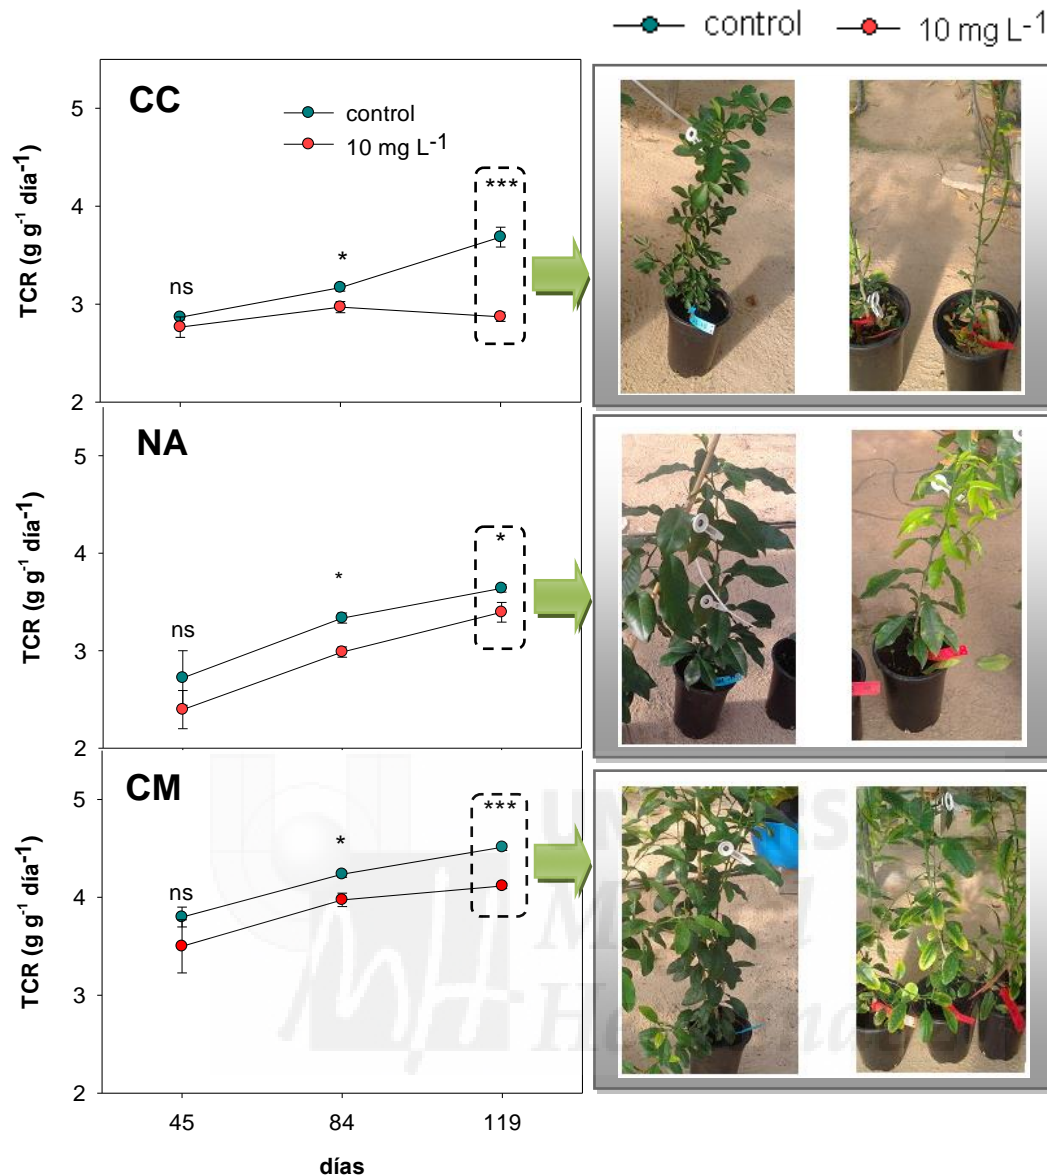 control 10 mg L-1
CC
control
10 mg L-1
TCR (g g-1 día-1)
5
4
3
2
ns
*
***
NA
TCR (g g-1 día-1)
5
4
3
2
ns
*
*
CM
TCR (g g-1 día-1)
5
4
3
2
ns
*
***
45 84 119
días